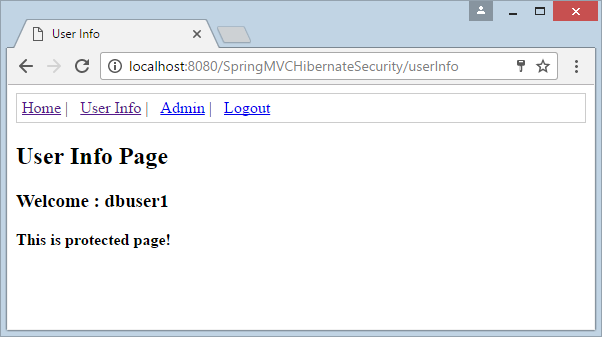 User Info
localhost:8080/SpringMVCHibernateSecurity/userInfo
Home | User Info | Admin | Logout
User Info Page
Welcome : dbuser1
This is protected page!